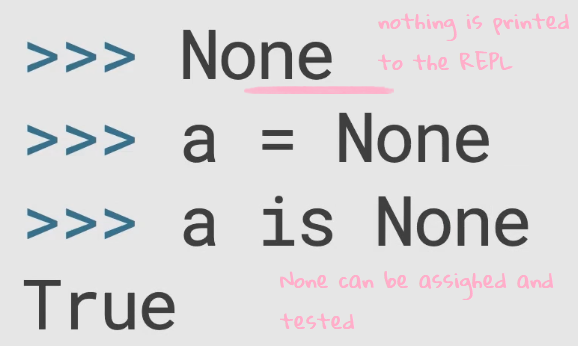 >>> None
nothing is printed
to the REPL
>>> a = None
>>> a is None
True
None can be assighed and
tested